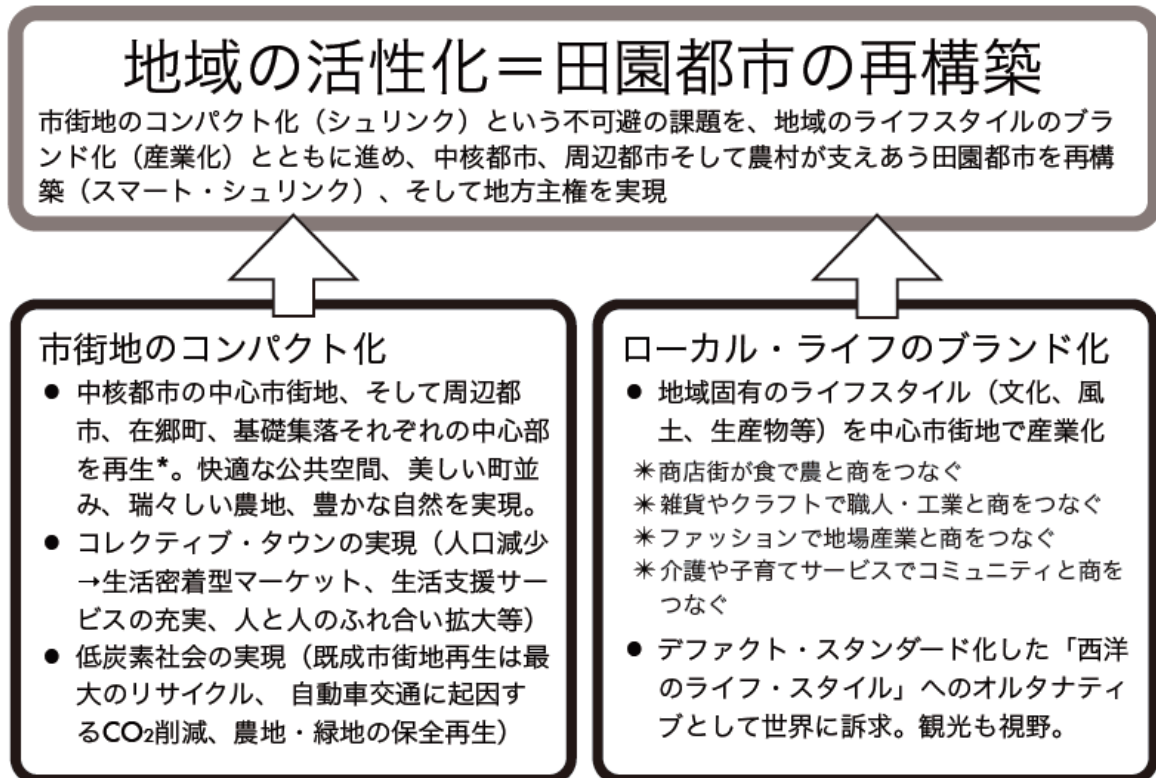 地域の活性化＝田園都市の再構築
市街地のコンパクト化（シュリンク）という不可避の課題を、地域のライフスタイルのブラ
ンド化（産業化）とともに進め、中核都市、周辺都市そして農村が支えあう田園都市を再構
築（スマート・シュリンク）、そして地方主権を実現
市街地のコンパクト化
● 中核都市の中心市街地、そして周辺都
市、在郷町、基礎集落それぞれの中心部
を再生*。快適な公共空間、美しい町並
み、瑞々しい農地、豊かな自然を実現。
● コレクティブ・タウンの実現（人口減少
→生活密着型マーケット、生活支援サー
ビスの充実、人と人のふれ合い拡大等）
● 低炭素社会の実現（既成市街地再生は最
大のリサイクル、 自動車交通に起因す
るCO₂削減、農地・緑地の保全再生）
ローカル・ライフのブランド化
● 地域固有のライフスタイル（文化、風
土、生産物等）を中心市街地で産業化
＊商店街が食で農と商をつなぐ
＊雑貨やクラフトで職人・工業と商をつなぐ
＊ファッションで地場産業と商をつなぐ
＊介護や子育てサービスでコミュニティと商を
つなぐ
● デファクト・スタンダード化した「西洋
のライフ・スタイル」へのオルタナティ
ブとして世界に訴求。観光も視野。